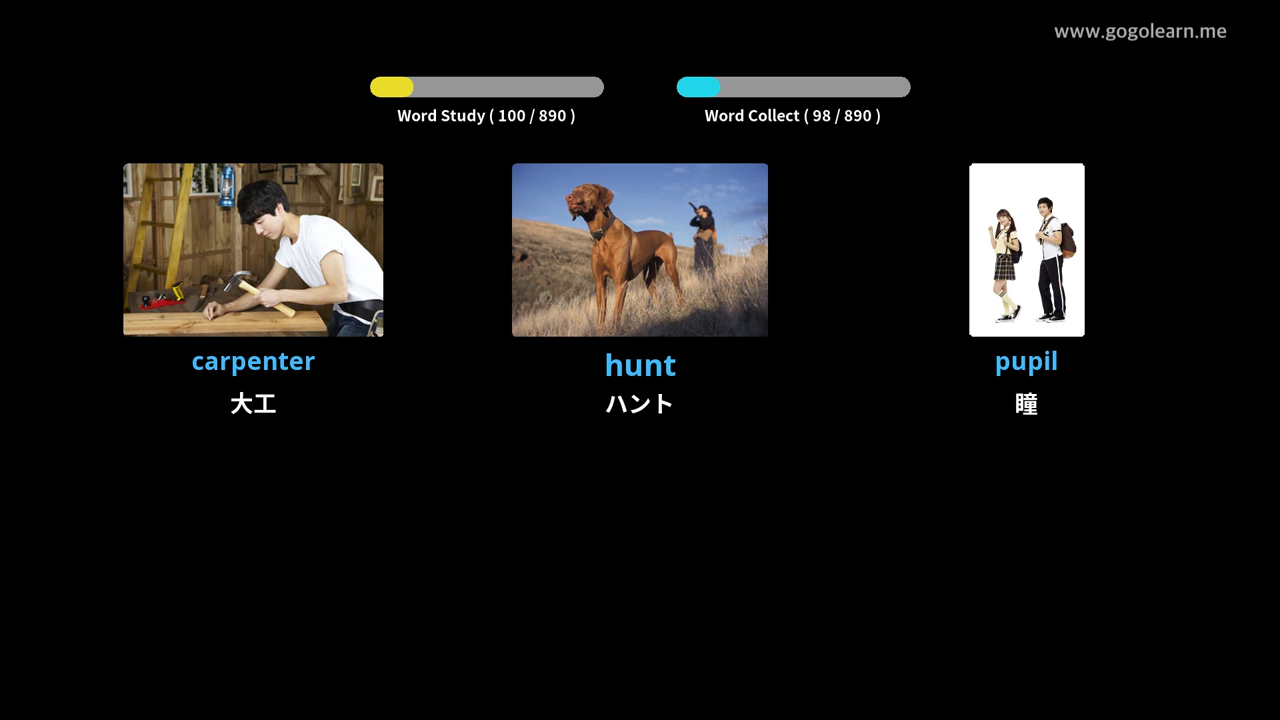 www.gogolearn.me
Word Study ( 100 / 890 )
Word Collect ( 98 / 890 )
carpenter
大工
hunt
ハント
pupil
瞳